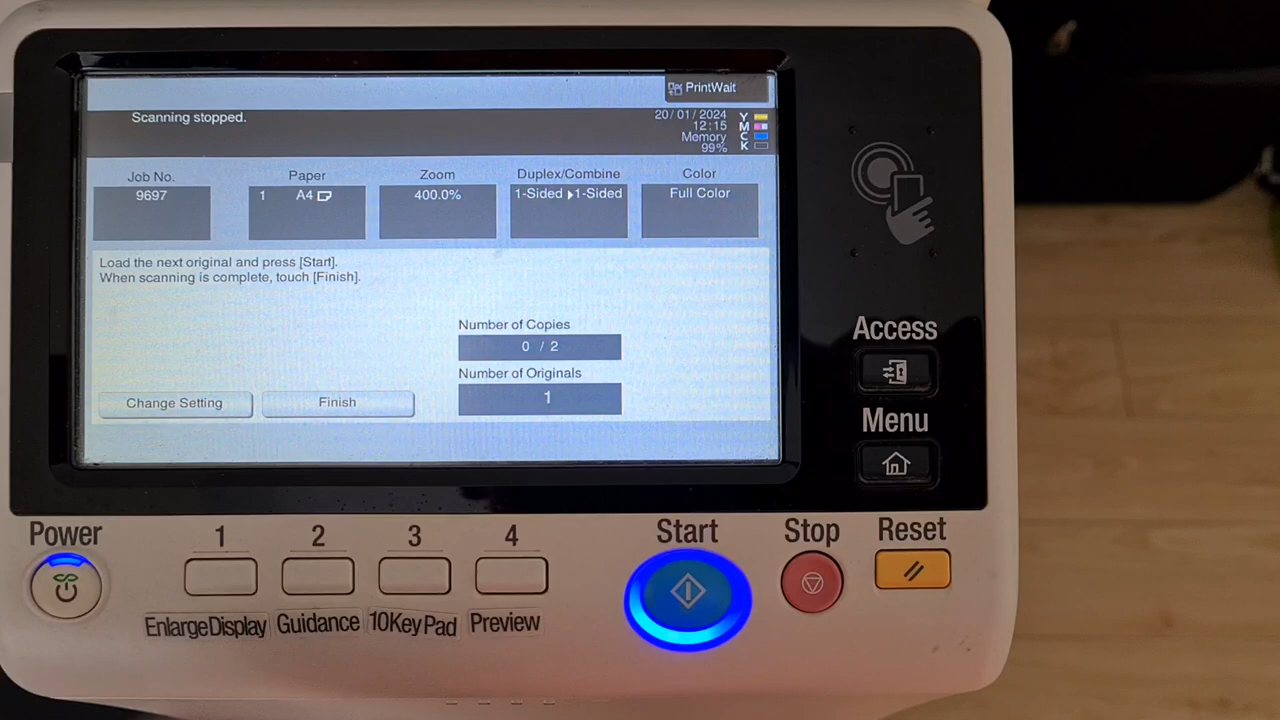 PrintWait
Scanning stopped.
20/01/2024
12:15
Memory
99%
Y
M
C
K
Job No.
9697
Paper
1 A4
Zoom
400.0%
Duplex/Combine
1-Sided ▶1-Sided
Color
Full Color
Load the next original and press [Start].
When scanning is complete, touch [Finish].
Number of Copies
0 / 2
Number of Originals
1
Change Setting
Finish
Access
Menu
Power
1
2
3
4
Start
Stop
Reset
EnlargeDisplay
Guidance
10KeyPad
Preview